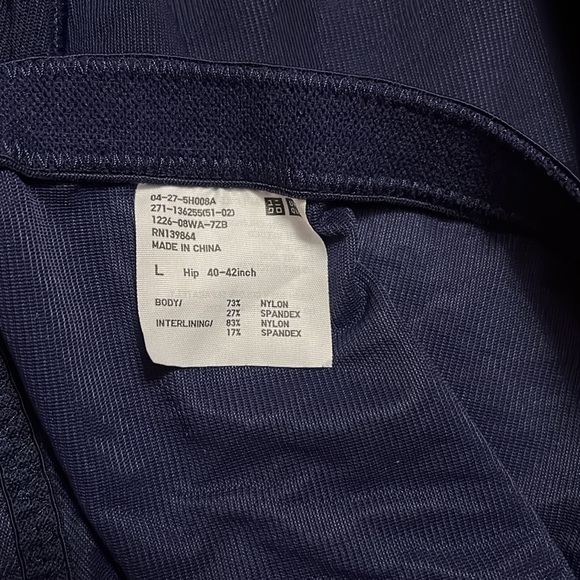 04-27-5H008A
271-136255(51-02)
1226-08WA-7ZB
RN139864
MADE IN CHINA
L Hip 40-42inch
BODY/ 73% NYLON
27% SPANDEX
INTERLINING/ 83% NYLON
17% SPANDEX